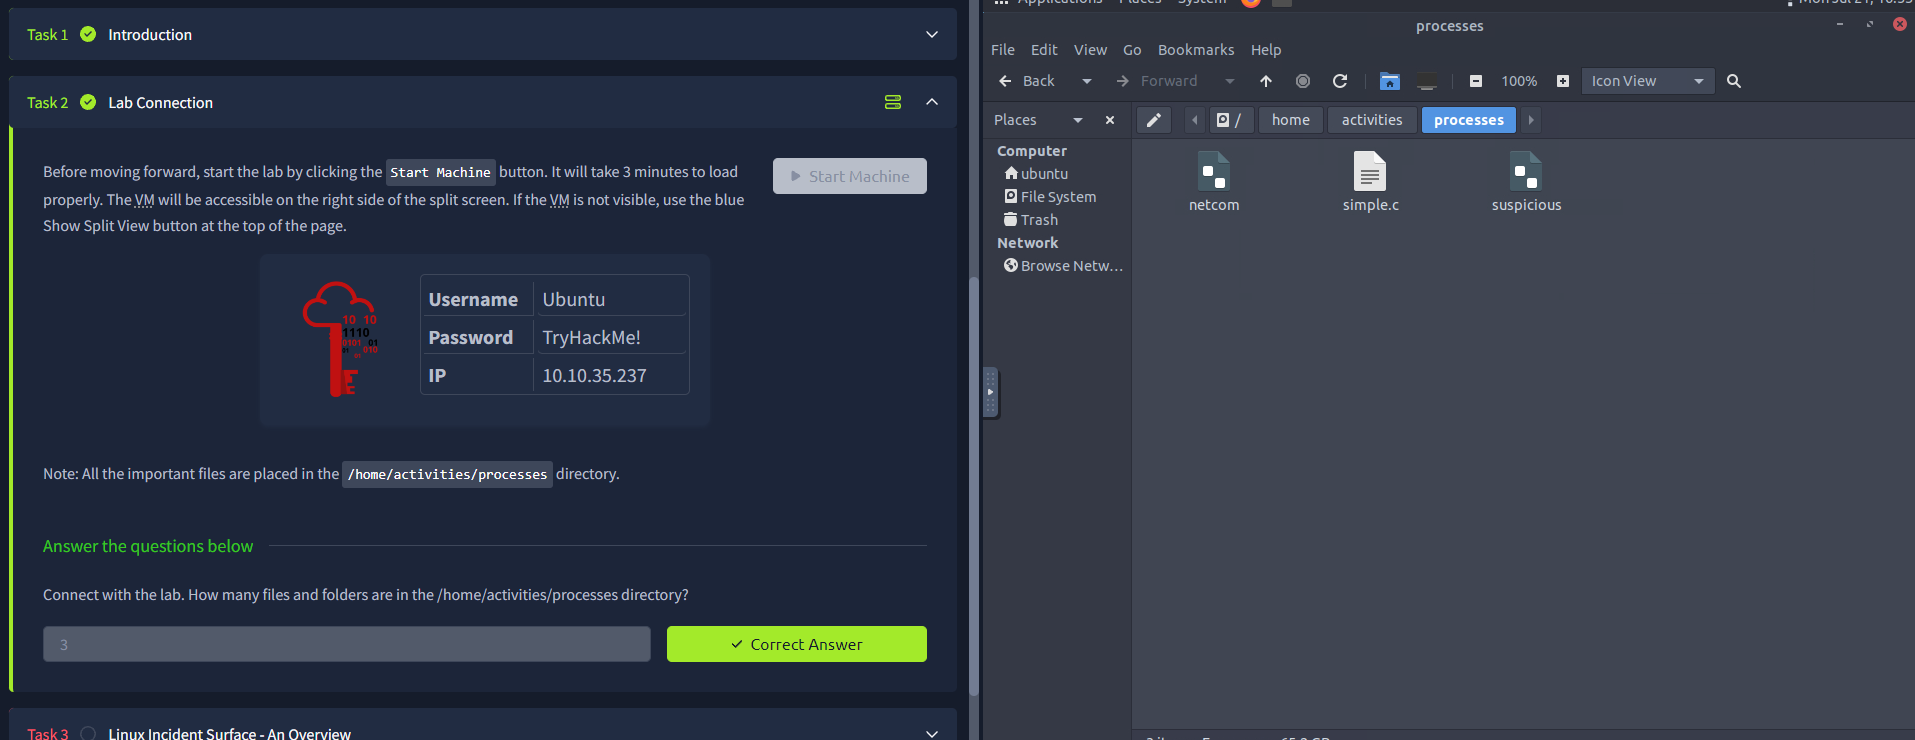 Task 1 Introduction
Task 2 Lab Connection
Before moving forward, start the lab by clicking the Start Machine button. It will take 3 minutes to load
properly. The VM will be accessible on the right side of the split screen. If the VM is not visible, use the blue
Show Split View button at the top of the page.
Start Machine
10 10
1110
0101 01
010
Username Ubuntu
Password TryHackMe!
IP 10.10.35.237
Note: All the important files are placed in the /home/activities/processes directory.
Answer the questions below
Connect with the lab. How many files and folders are in the /home/activities/processes directory?
3
Correct Answer
Task 3 Linux Incident Surface - An Overview
Applications Places System
processes
File Edit View Go Bookmarks Help
Back Forward 100% Icon View
Places / home activities processes
Computer
ubuntu
File System
Trash
Network
Browse Netw...
netcom simple.c suspicious